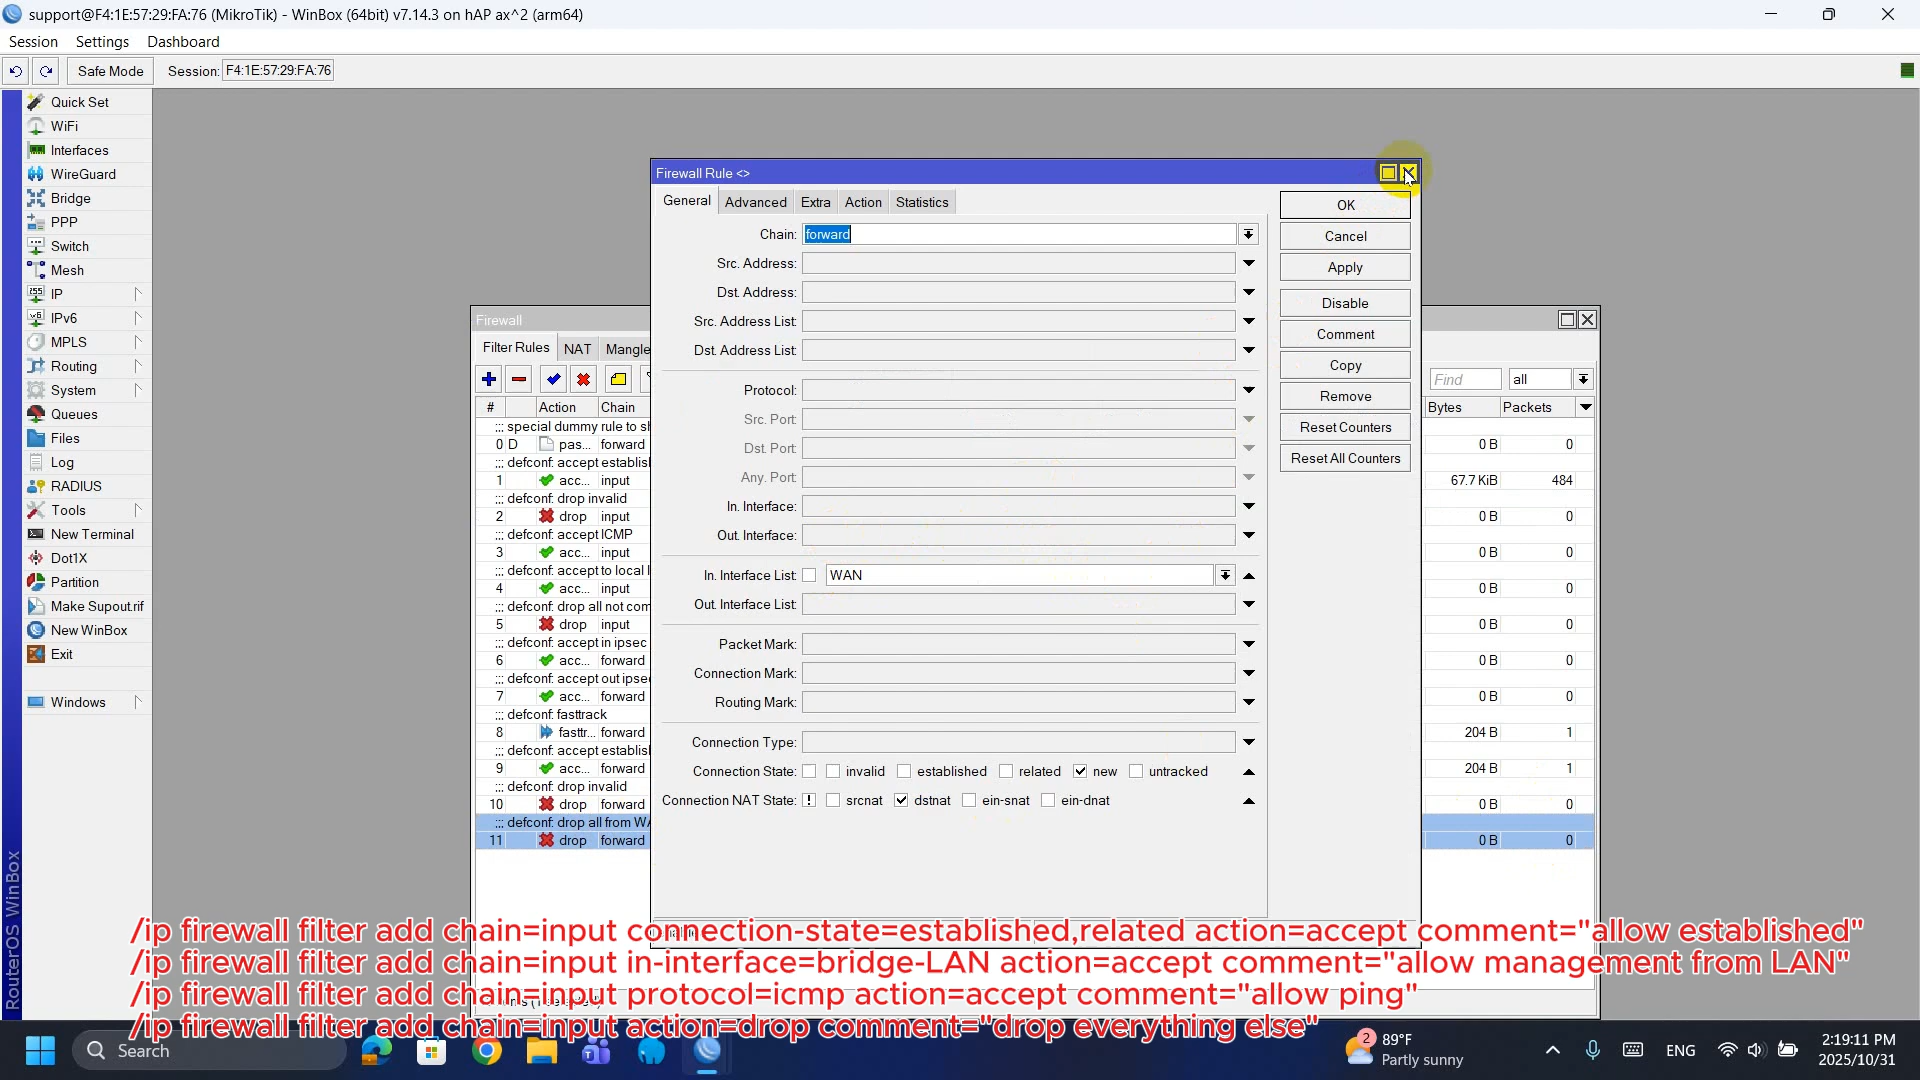 support@F4:1E:57:29:FA:76 (MikroTik) - WinBox (64bit) v7.14.3 on hAP ax^2 (arm64)
Session Settings Dashboard
Safe Mode Session: F4:1E:57:29:FA:76
Quick Set
WiFi
Interfaces
WireGuard
Bridge
PPP
Switch
Mesh
IP
IPv6
MPLS
Routing
System
Queues
Files
Log
RADIUS
Tools
New Terminal
Dot1X
Partition
Make Supout.rif
New WinBox
Exit
Windows
RouterOS WinBox
Firewall
Filter Rules NAT Mangle
Find all
# Action Chain Bytes Packets
;;; special dummy rule to sh
0 D pas... forward 0 B 0
;;; defconf: accept establish
1 acc... input 67.7 KiB 484
;;; defconf: drop invalid
2 drop input 0 B 0
;;; defconf: accept ICMP
3 acc... input 0 B 0
;;; defconf: accept to local l
4 acc... input 0 B 0
;;; defconf: drop all not com
5 drop input 0 B 0
;;; defconf: accept in ipsec
6 acc... forward 0 B 0
;;; defconf: accept out ipse
7 acc... forward 0 B 0
;;; defconf: fasttrack
8 fasttr... forward 204 B 1
;;; defconf: accept establish
9 acc... forward 204 B 1
;;; defconf: drop invalid
10 drop forward 0 B 0
;;; defconf: drop all from WA
11 drop forward 0 B 0
Firewall Rule <>
General Advanced Extra Action Statistics
Chain: forward
Src. Address:
Dst. Address:
Src. Address List:
Dst. Address List:
Protocol:
Src. Port:
Dst. Port:
Any. Port:
In. Interface:
Out. Interface:
In. Interface List: WAN
Out. Interface List:
Packet Mark:
Connection Mark:
Routing Mark:
Connection Type:
Connection State: invalid established related new untracked
Connection NAT State: ! srcnat dstnat ein-snat ein-dnat
OK
Cancel
Apply
Disable
Comment
Copy
Remove
Reset Counters
Reset All Counters
/ip firewall filter add chain=input connection-state=established,related action=accept comment="allow established"
/ip firewall filter add chain=input in-interface=bridge-LAN action=accept comment="allow management from LAN"
/ip firewall filter add chain=input protocol=icmp action=accept comment="allow ping"
/ip firewall filter add chain=input action=drop comment="drop everything else"
Search
2 89°F
Partly sunny
ENG
2:19:11 PM
2025/10/31